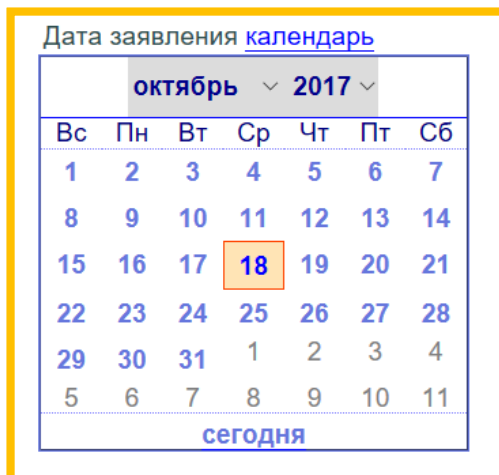 Дата заявления календарь
октябрь 2017
Вс Пн Вт Ср Чт Пт Сб
1 2 3 4 5 6 7
8 9 10 11 12 13 14
15 16 17 18 19 20 21
22 23 24 25 26 27 28
29 30 31 1 2 3 4
5 6 7 8 9 10 11
сегодня